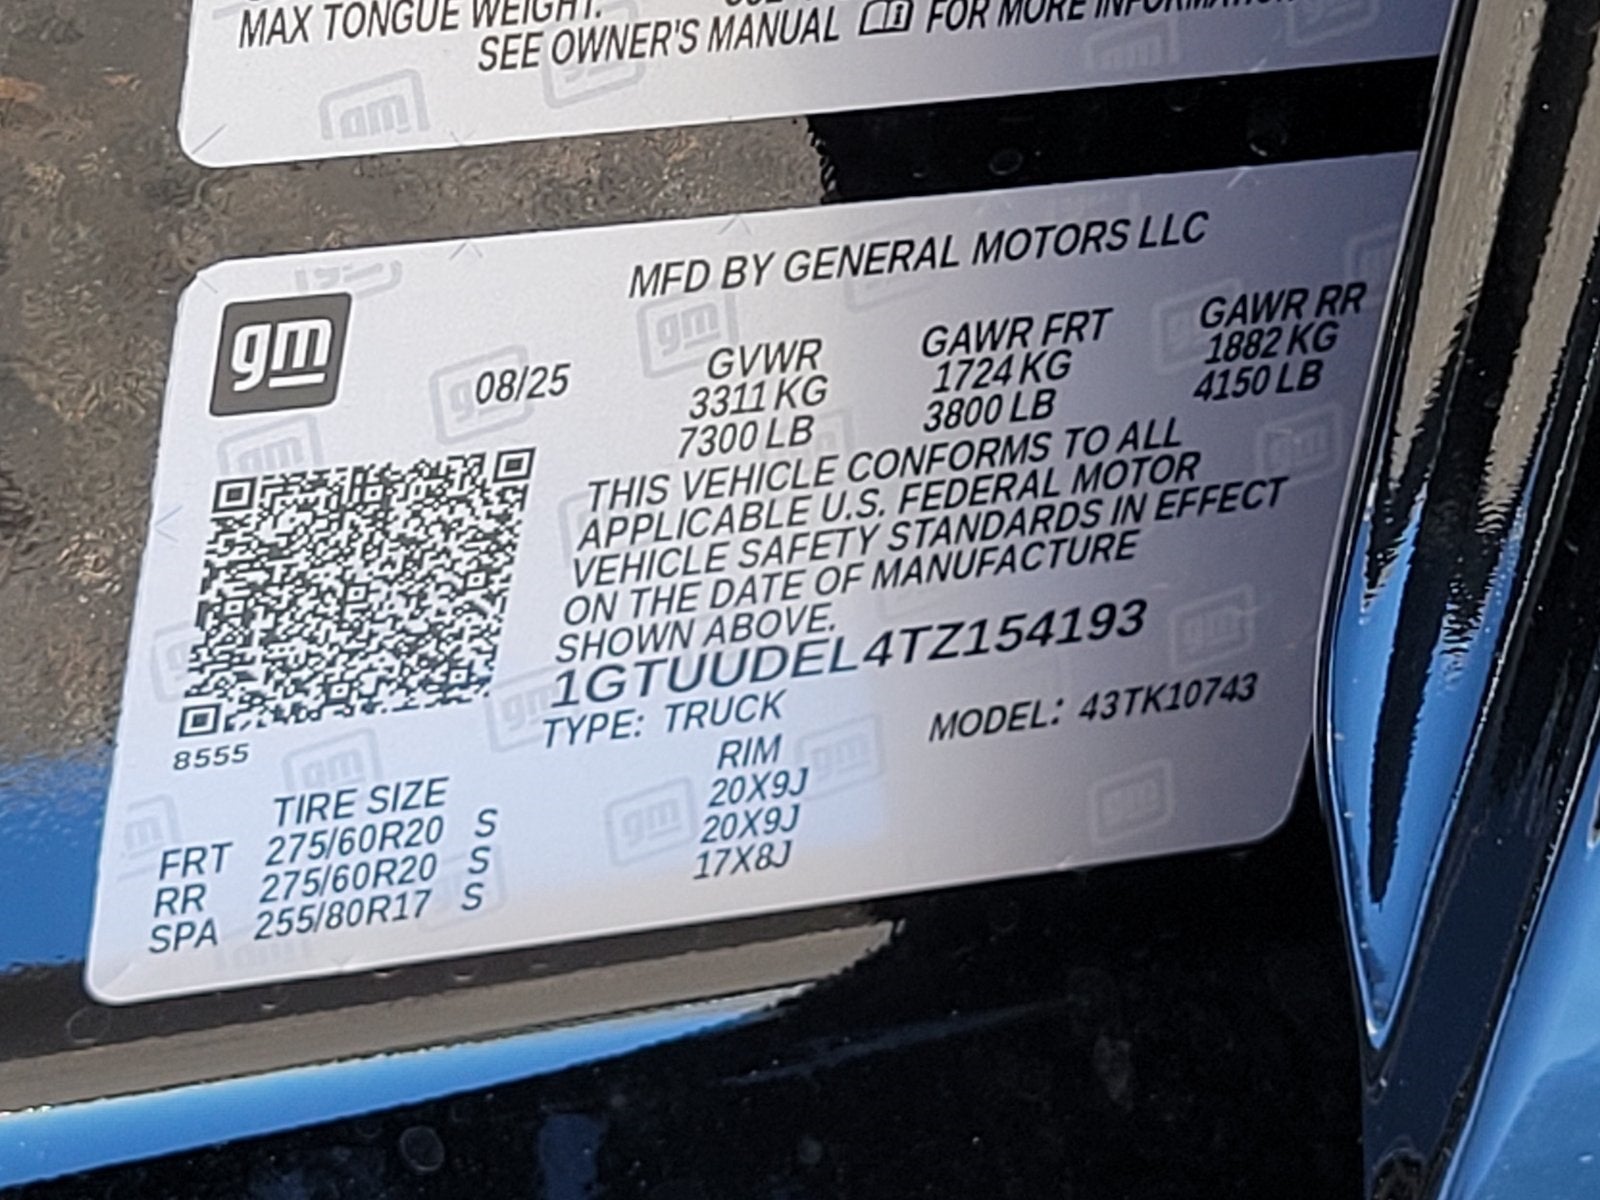 MAX TONGUE WEIGHT:
SEE OWNER'S MANUAL FOR MORE INFORMATION
MFD BY GENERAL MOTORS LLC
gm
08/25
GVWR
3311 KG
7300 LB
GAWR FRT
1724 KG
3800 LB
GAWR RR
1882 KG
4150 LB
THIS VEHICLE CONFORMS TO ALL
APPLICABLE U.S. FEDERAL MOTOR
VEHICLE SAFETY STANDARDS IN EFFECT
ON THE DATE OF MANUFACTURE
SHOWN ABOVE.
1GTUUDEL4TZ154193
TYPE: TRUCK MODEL: 43TK10743
8555
TIRE SIZE RIM
FRT 275/60R20 S 20X9J
RR 275/60R20 S 20X9J
SPA 255/80R17 S 17X8J